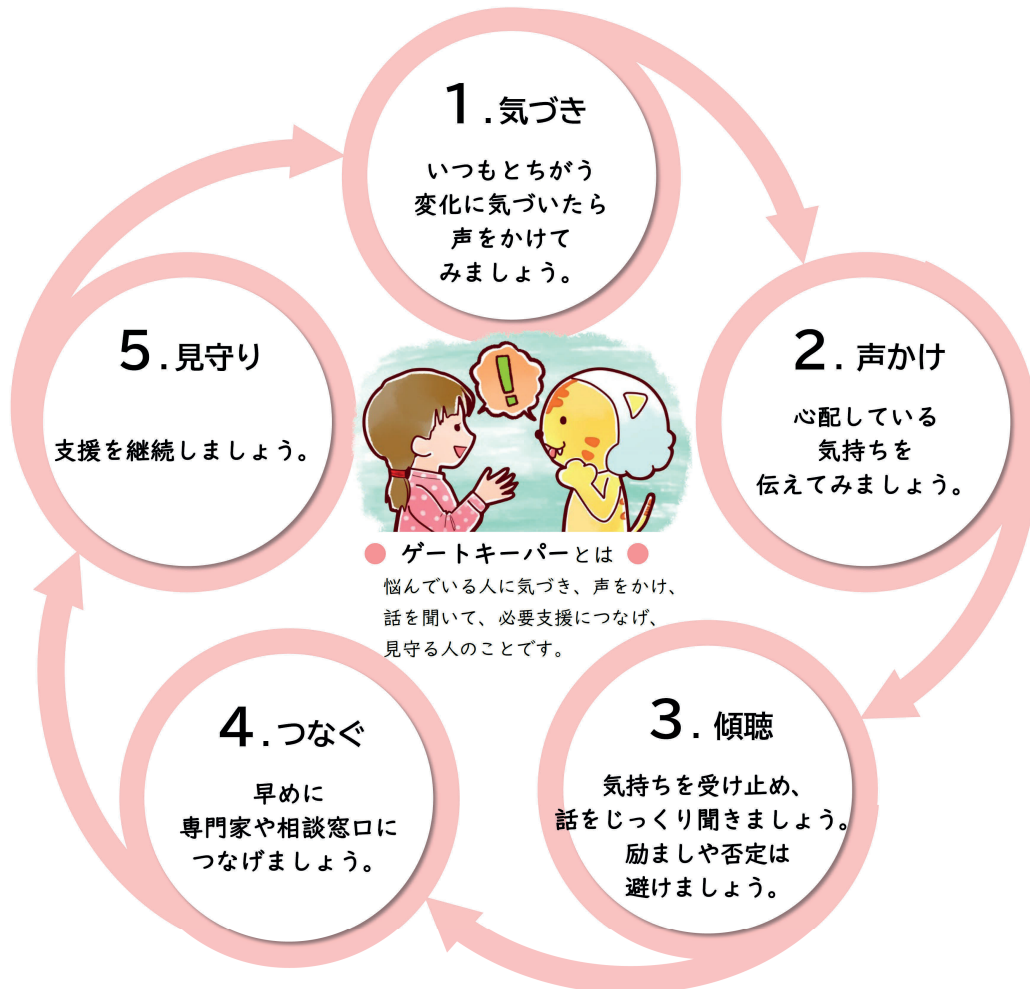 1.気づき
いつもとちがう
変化に気づいたら
声をかけて
みましょう。
2.声かけ
心配している
気持ちを
伝えてみましょう。
3.傾聴
気持ちを受け止め、
話をじっくり聞きましょう。
励ましや否定は
避けましょう。
4.つなぐ
早めに
専門家や相談窓口に
つなげましょう。
5.見守り
支援を継続しましょう。
!
● ゲートキーパーとは ●
悩んでいる人に気づき、声をかけ、
話を聞いて、必要支援につなげ、
見守る人のことです。